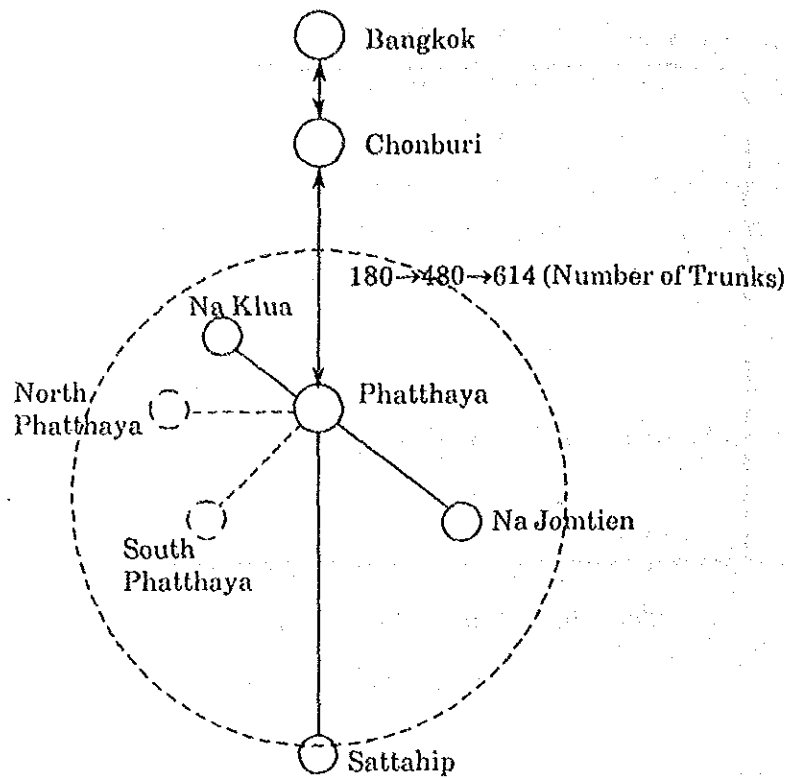 Bangkok
Chonburi
180→480→614 (Number of Trunks)
Na Klua
North
Phatthaya
Phatthaya
Na Jomtien
South
Phatthaya
Sattahip